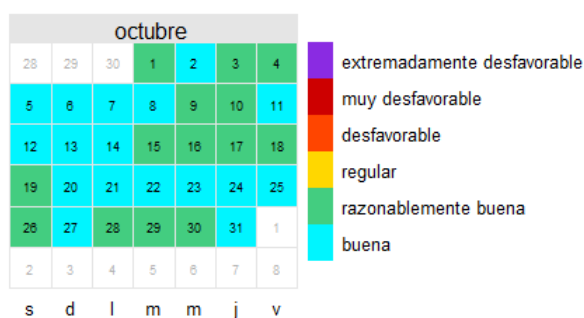 octubre
28 29 30 1 2 3 4
5 6 7 8 9 10 11
12 13 14 15 16 17 18
19 20 21 22 23 24 25
26 27 28 29 30 31 1
2 3 4 5 6 7 8
s d l m m j v
extremadamente desfavorable
muy desfavorable
desfavorable
regular
razonablemente buena
buena